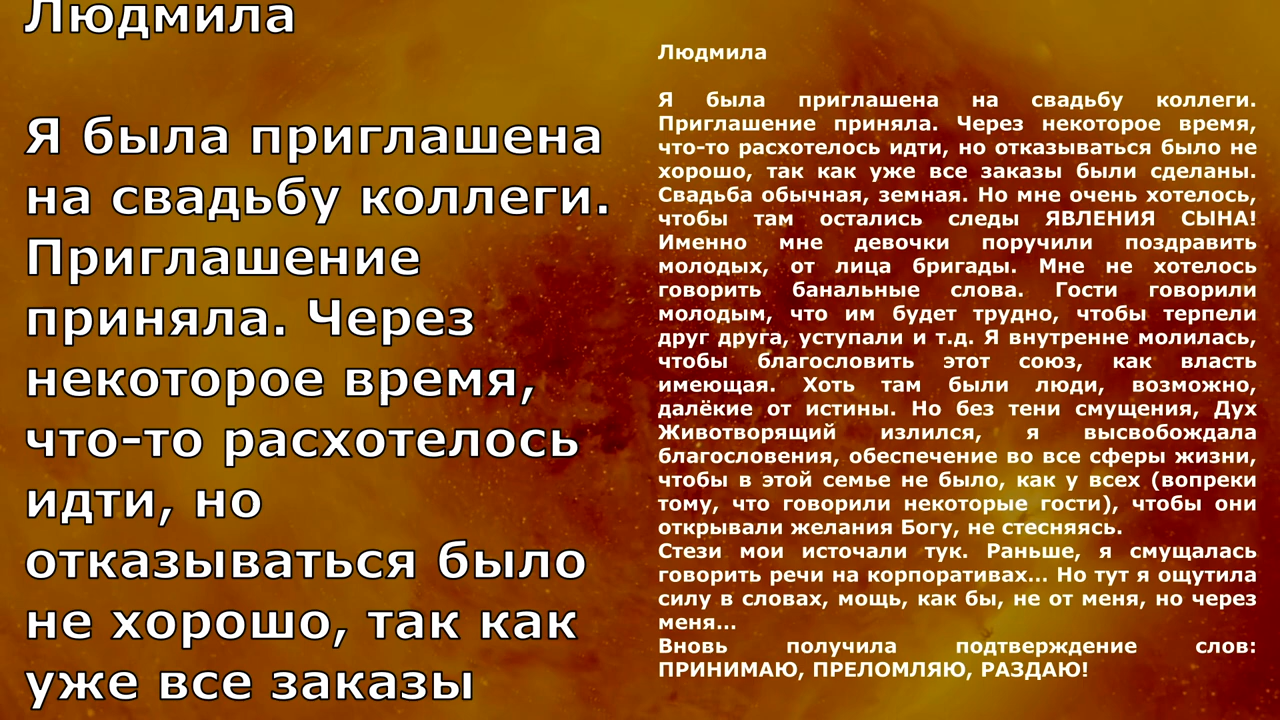 Людмила
Я была приглашена
на свадьбу коллеги.
Приглашение
приняла. Через
некоторое время,
что-то расхотелось
идти, но
отказываться было
не хорошо, так как
уже все заказы
Людмила
Я была приглашена на свадьбу коллеги.
Приглашение приняла. Через некоторое время,
что-то расхотелось идти, но отказываться было не
хорошо, так как уже все заказы были сделаны.
Свадьба обычная, земная. Но мне очень хотелось,
чтобы там остались следы ЯВЛЕНИЯ СЫНА!
Именно мне девочки поручили поздравить
молодых, от лица бригады. Мне не хотелось
говорить банальные слова. Гости говорили
молодым, что им будет трудно, чтобы терпели
друг друга, уступали и т.д. Я внутренне молилась,
чтобы благословить этот союз, как власть
имеющая. Хоть там были люди, возможно,
далёкие от истины. Но без тени смущения, Дух
Животворящий излился, я высвобождала
благословения, обеспечение во все сферы жизни,
чтобы в этой семье не было, как у всех (вопреки
тому, что говорили некоторые гости), чтобы они
открывали желания Богу, не стесняясь.
Стези мои источали тук. Раньше, я смущалась
говорить речи на корпоративах... Но тут я ощутила
силу в словах, мощь, как бы, не от меня, но через
меня...
Вновь получила подтверждение слов:
ПРИНИМАЮ, ПРЕЛОМЛЯЮ, РАЗДАЮ!